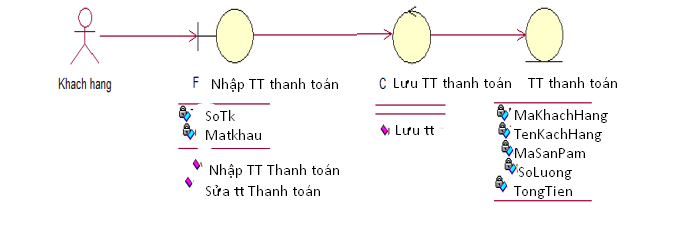 Khach hang
F Nhập TT thanh toán
SoTk
Matkhau
Nhập TT Thanh toán
Sửa tt Thanh toán
C Lưu TT thanh toán
Lưu tt
TT thanh toán
MaKhachHang
TenKachHang
MaSanPam
SoLuong
TongTien